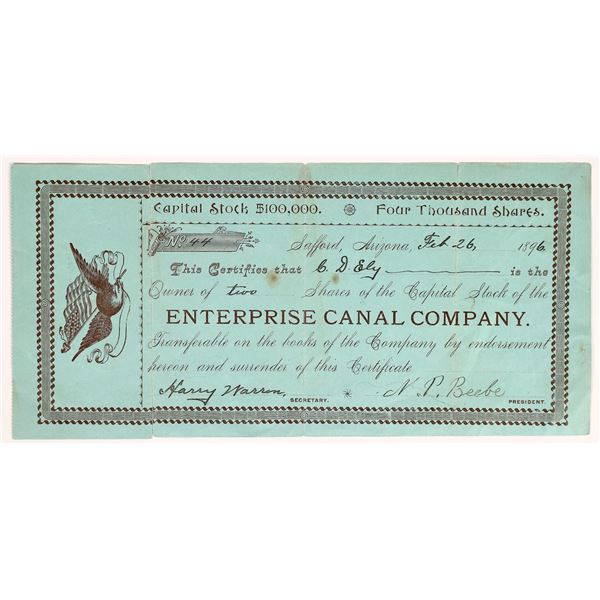 Capital Stock $100,000. Four Thousand Shares.
No 44 Safford, Arizona, Feb 26, 1896.
This Certifies that C. D. Ely is the
Owner of two Shares of the Capital Stock of the
ENTERPRISE CANAL COMPANY.
Transferable on the books of the Company by endorsement
hereon and surrender of this Certificate
Harry Warren, N. P. Beebe
SECRETARY. PRESIDENT.